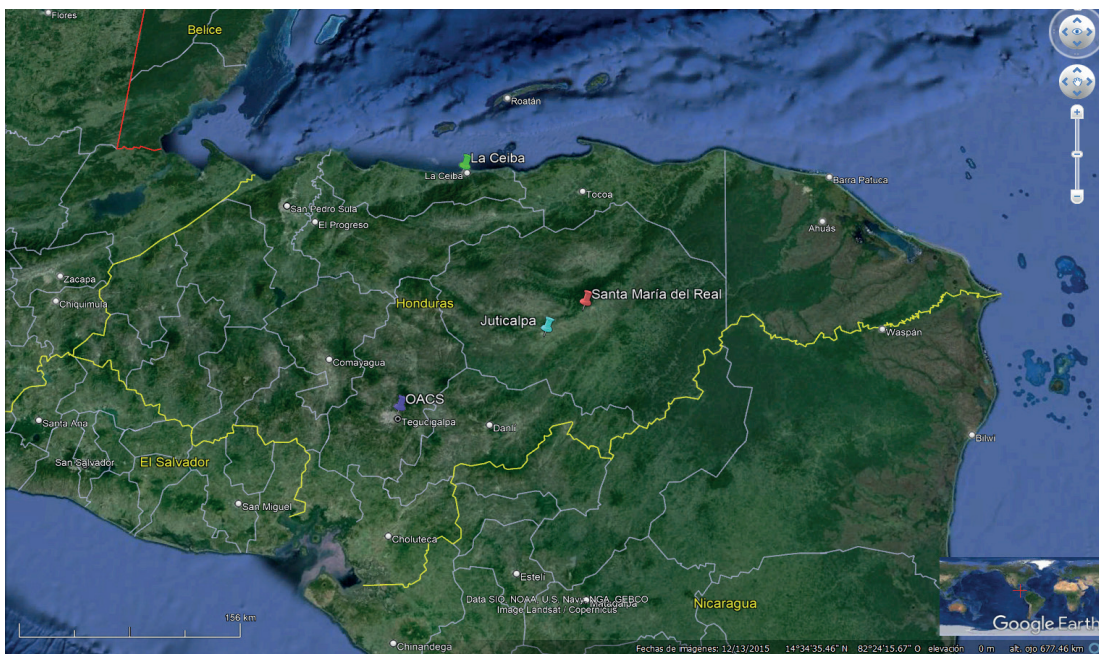 Flores
Belice
Roatán
La Ceiba
La Ceiba
Tocoa
Barra Patuca
San Pedro Sula
El Progreso
Ahuás
Zacapa
Chiquimula
Honduras
Santa María del Real
Juticalpa
Waspán
Comayagua
OACS
Tegucigalpa
Danlí
Santa Ana
Bilwi
San Salvador
El Salvador
San Miguel
Choluteca
Estelí
Data SIO, NOAA, U.S. Navy, NGA, GEBCO
Image Landsat / Copernicus
Matagalpa
Nicaragua
156 km
Google Earth
Chinandega
Fechas de imágenes: 12/13/2015 14°34'35.46" N 82°24'15.67" O elevación 0 m alt. ojo 677.46 km